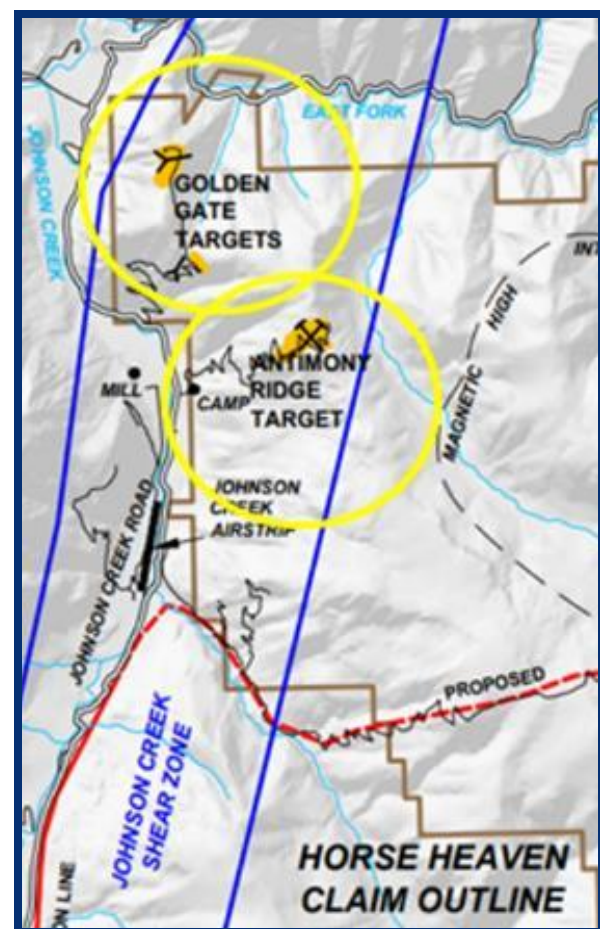 EAST FORK
JOHNSON CREEK
GOLDEN
GATE
TARGETS
INT
HIGH
MAGNETIC
ANTIMONY
RIDGE
TARGET
MILL
CAMP
JOHNSON
CREEK
AIRSTRIP
JOHNSON CREEK ROAD
PROPOSED
JOHNSON CREEK
SHEAR ZONE
HORSE HEAVEN
CLAIM OUTLINE
ON LINE